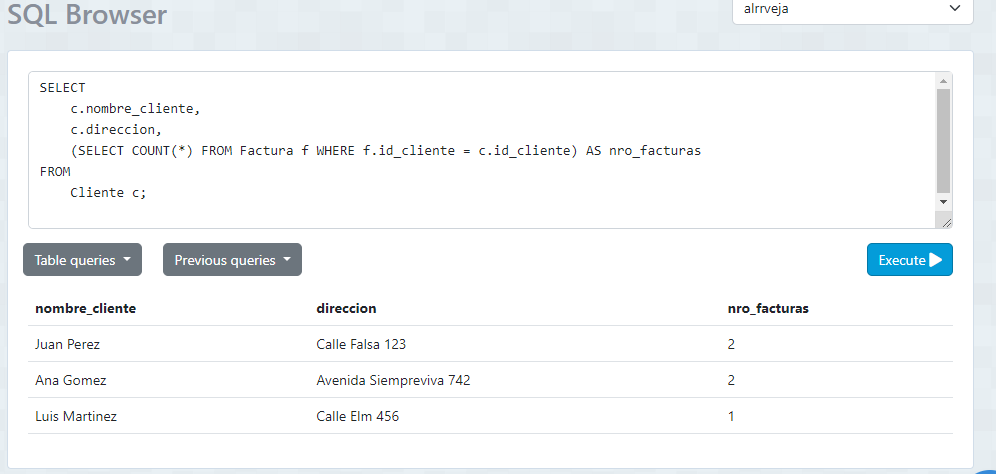 SQL Browser
alrrveja
SELECT
    c.nombre_cliente,
    c.direccion,
    (SELECT COUNT(*) FROM Factura f WHERE f.id_cliente = c.id_cliente) AS nro_facturas
FROM
    Cliente c;
Table queries Previous queries Execute
nombre_cliente direccion nro_facturas
Juan Perez Calle Falsa 123 2
Ana Gomez Avenida Siempreviva 742 2
Luis Martinez Calle Elm 456 1